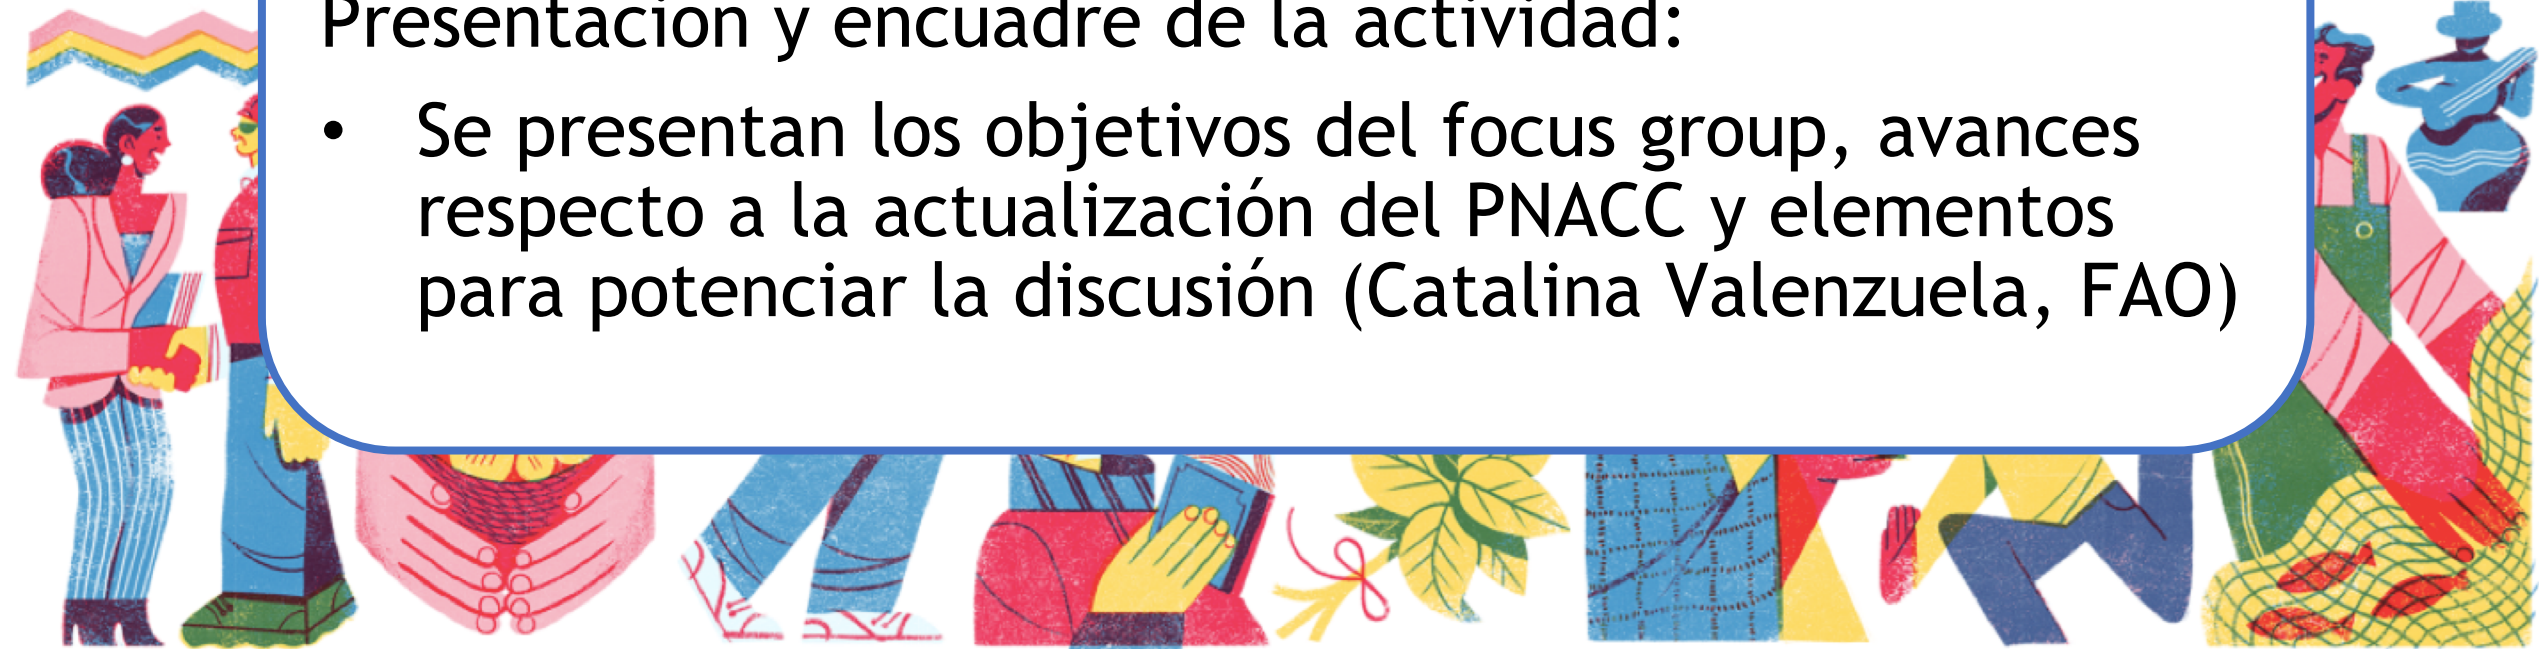 Presentación y encuadre de la actividad:
• Se presentan los objetivos del focus group, avances
respecto a la actualización del PNACC y elementos
para potenciar la discusión (Catalina Valenzuela, FAO)